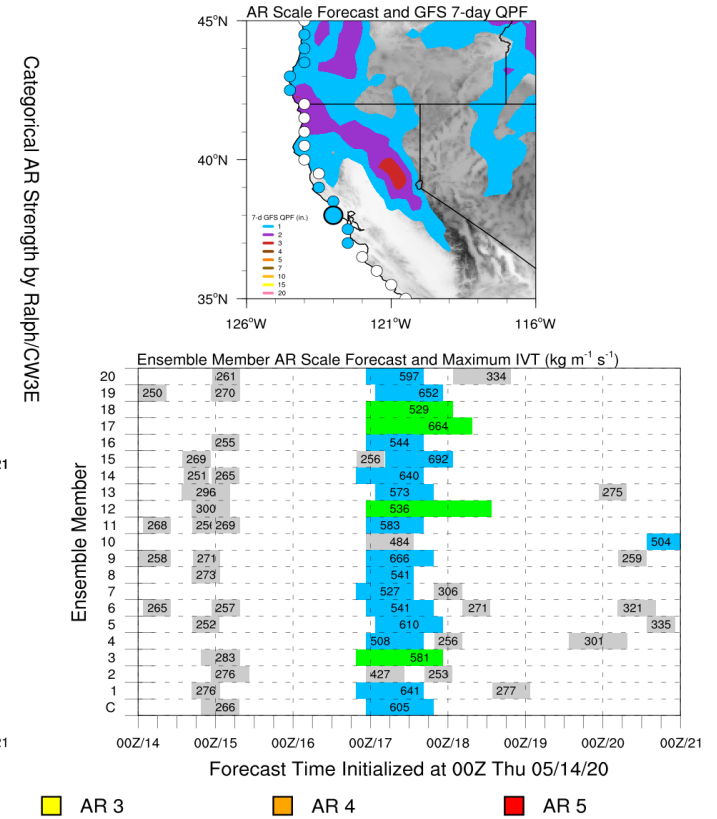 AR Scale Forecast and GFS 7-day QPF
45°N
40°N
35°N
126°W 121°W 116°W
7-d GFS QPF (in.)
1
2
3
4
5
7
10
15
20
Categorical AR Strength by Ralph/CW3E
Ensemble Member AR Scale Forecast and Maximum IVT (kg m⁻¹ s⁻¹)
Ensemble Member
20 261 597 334
19 250 270 652
18 529
17 664
16 255 544
15 269 256 692
14 251 265 640
13 296 573 275
12 300 536
11 268 269 583
10 484 504
9 258 271 666 259
8 273 541
7 527 306
6 265 257 541 271 321
5 252 610 335
4 508 256 301
3 283 581
2 276 427 253
1 276 641 277
C 266 605
00Z/14 00Z/15 00Z/16 00Z/17 00Z/18 00Z/19 00Z/20 00Z/21
Forecast Time Initialized at 00Z Thu 05/14/20
21
21
AR 3 AR 4 AR 5